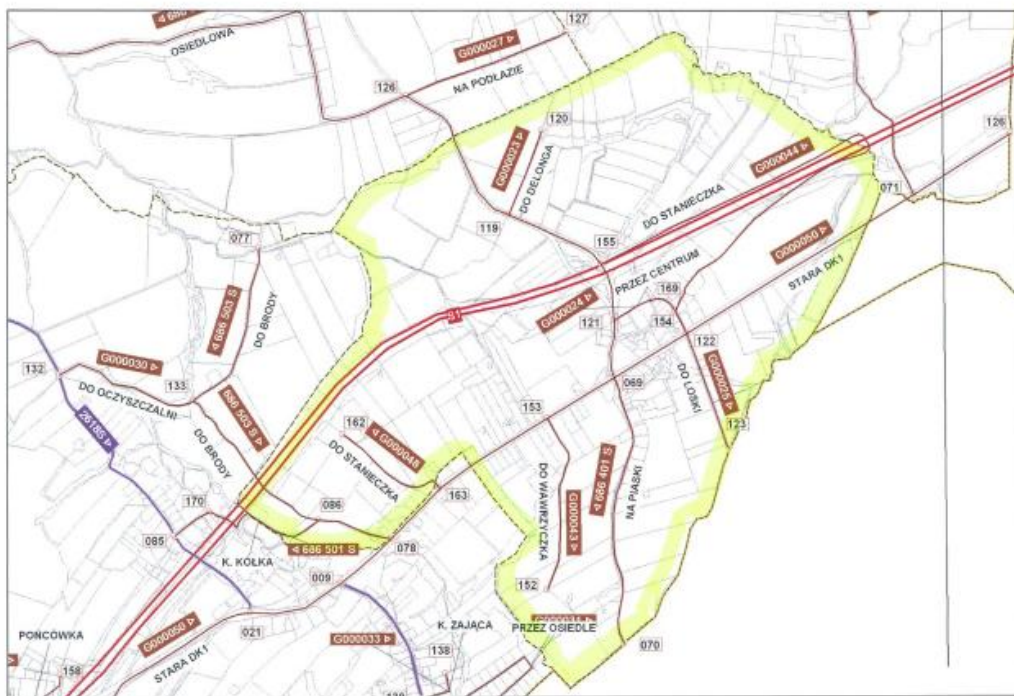 127
OSIEDLOWA
G000027
NA PODŁAZIE
126
120
126
G000023
DO DELONGA
G000044
071
DO STANIECZKA
119
155
077
G000050
STARA DK1
PRZEZ CENTRUM
169
686 503 S
DO BRODY
S1
G000024
121
154
122
G000030
132
133
DO OCZYSZCZALNI
DO LOSKI
G000025
069
686 503 S
153
162
G000048
123
26185
DO BRODY
DO STANIECZKA
DO WAWRZYCZKA
686 401 S
NA PIASKI
163
170
086
G000043
085
686 501 S
078
K. KÓŁKA
009
152
021
K. ZAJĄCA
PRZEZ OSIEDLE
PONCÓWKA
G000050
G000033
070
138
158
STARA DK1